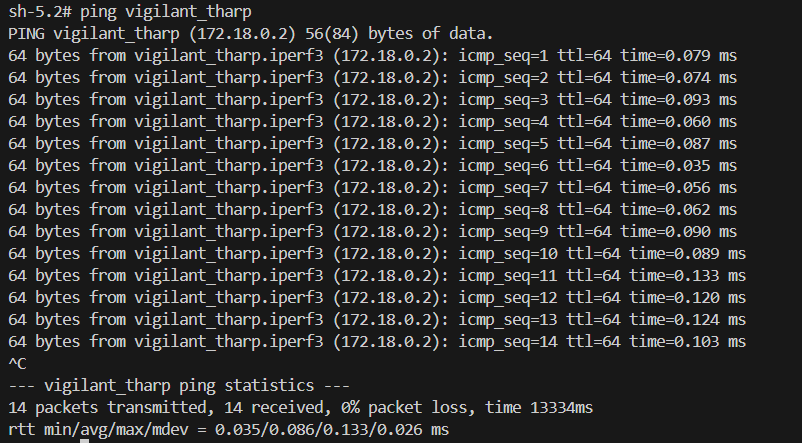 sh-5.2# ping vigilant_tharp
PING vigilant_tharp (172.18.0.2) 56(84) bytes of data.
64 bytes from vigilant_tharp.iperf3 (172.18.0.2): icmp_seq=1 ttl=64 time=0.079 ms
64 bytes from vigilant_tharp.iperf3 (172.18.0.2): icmp_seq=2 ttl=64 time=0.074 ms
64 bytes from vigilant_tharp.iperf3 (172.18.0.2): icmp_seq=3 ttl=64 time=0.093 ms
64 bytes from vigilant_tharp.iperf3 (172.18.0.2): icmp_seq=4 ttl=64 time=0.060 ms
64 bytes from vigilant_tharp.iperf3 (172.18.0.2): icmp_seq=5 ttl=64 time=0.087 ms
64 bytes from vigilant_tharp.iperf3 (172.18.0.2): icmp_seq=6 ttl=64 time=0.035 ms
64 bytes from vigilant_tharp.iperf3 (172.18.0.2): icmp_seq=7 ttl=64 time=0.056 ms
64 bytes from vigilant_tharp.iperf3 (172.18.0.2): icmp_seq=8 ttl=64 time=0.062 ms
64 bytes from vigilant_tharp.iperf3 (172.18.0.2): icmp_seq=9 ttl=64 time=0.090 ms
64 bytes from vigilant_tharp.iperf3 (172.18.0.2): icmp_seq=10 ttl=64 time=0.089 ms
64 bytes from vigilant_tharp.iperf3 (172.18.0.2): icmp_seq=11 ttl=64 time=0.133 ms
64 bytes from vigilant_tharp.iperf3 (172.18.0.2): icmp_seq=12 ttl=64 time=0.120 ms
64 bytes from vigilant_tharp.iperf3 (172.18.0.2): icmp_seq=13 ttl=64 time=0.124 ms
64 bytes from vigilant_tharp.iperf3 (172.18.0.2): icmp_seq=14 ttl=64 time=0.103 ms
^C
--- vigilant_tharp ping statistics ---
14 packets transmitted, 14 received, 0% packet loss, time 13334ms
rtt min/avg/max/mdev = 0.035/0.086/0.133/0.026 ms